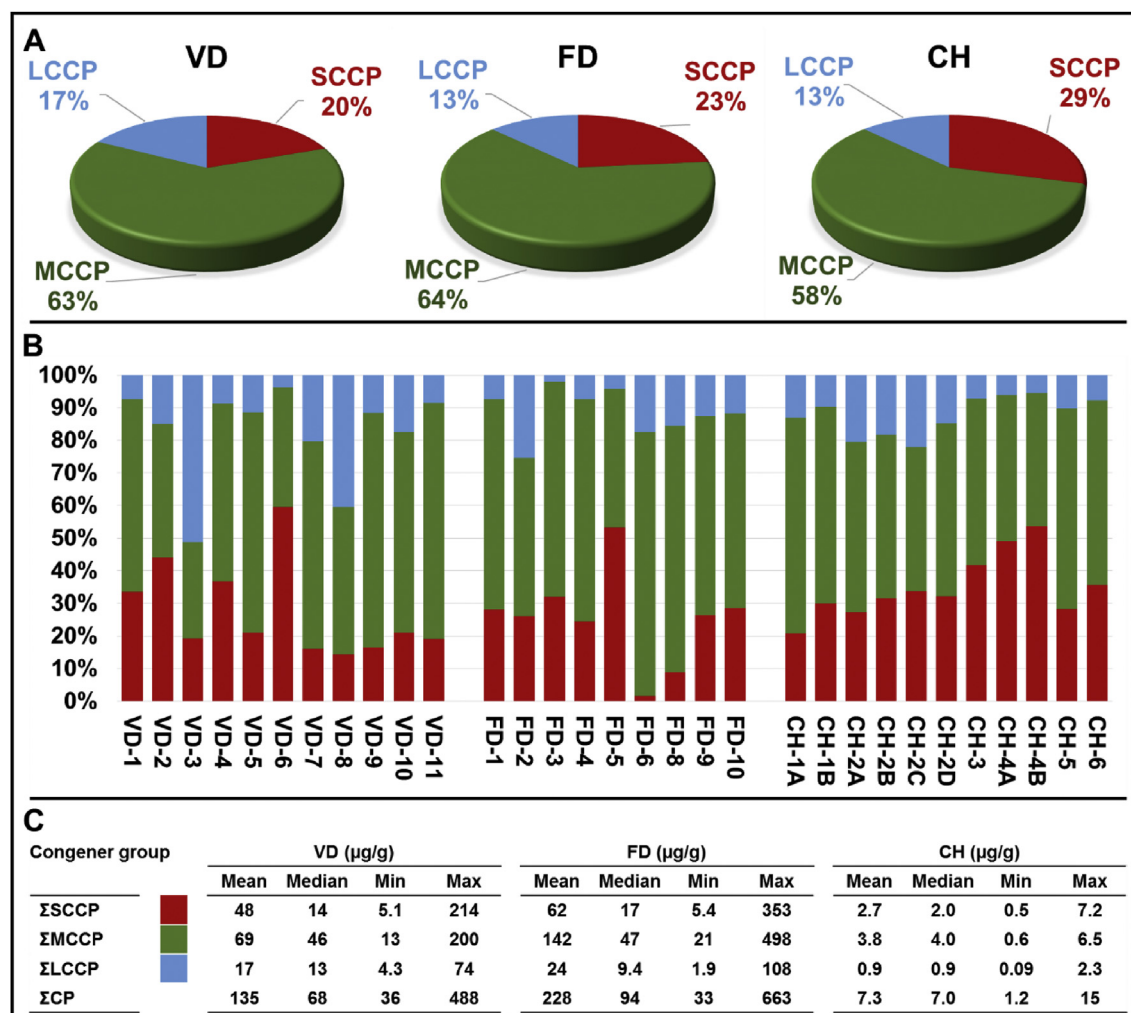 A
VD
FD
CH
LCCP
17%
SCCP
20%
MCCP
63%
LCCP
13%
SCCP
23%
MCCP
64%
LCCP
13%
SCCP
29%
MCCP
58%
B
100%
90%
80%
70%
60%
50%
40%
30%
20%
10%
0%
VD-1
VD-2
VD-3
VD-4
VD-5
VD-6
VD-7
VD-8
VD-9
VD-10
VD-11
FD-1
FD-2
FD-3
FD-4
FD-5
FD-6
FD-8
FD-9
FD-10
CH-1A
CH-1B
CH-2A
CH-2B
CH-2C
CH-2D
CH-3
CH-4A
CH-4B
CH-5
CH-6
C
Congener group VD (µg/g) FD (µg/g) CH (µg/g)
Mean Median Min Max Mean Median Min Max Mean Median Min Max
ΣSCCP 48 14 5.1 214 62 17 5.4 353 2.7 2.0 0.5 7.2
ΣMCCP 69 46 13 200 142 47 21 498 3.8 4.0 0.6 6.5
ΣLCCP 17 13 4.3 74 24 9.4 1.9 108 0.9 0.9 0.09 2.3
ΣCP 135 68 36 488 228 94 33 663 7.3 7.0 1.2 15